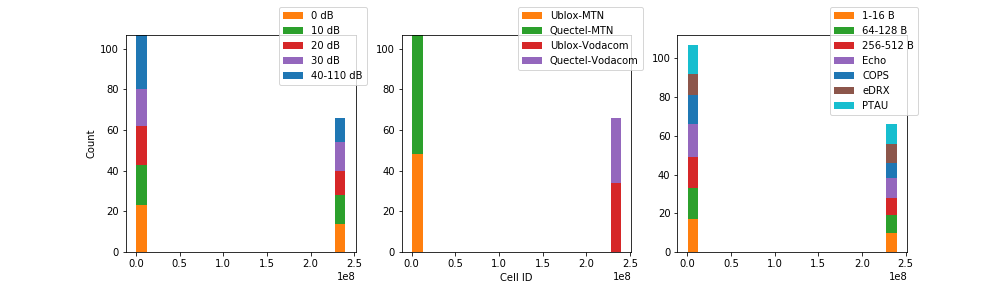 0 dB
10 dB
20 dB
30 dB
40-110 dB
Count
100
80
60
40
20
0
0.0 0.5 1.0 1.5 2.0 2.5
1e8
Ublox-MTN
Quectel-MTN
Ublox-Vodacom
Quectel-Vodacom
100
80
60
40
20
0
0.0 0.5 1.0 1.5 2.0 2.5
1e8
Cell ID
1-16 B
64-128 B
256-512 B
Echo
COPS
eDRX
PTAU
100
80
60
40
20
0
0.0 0.5 1.0 1.5 2.0 2.5
1e8